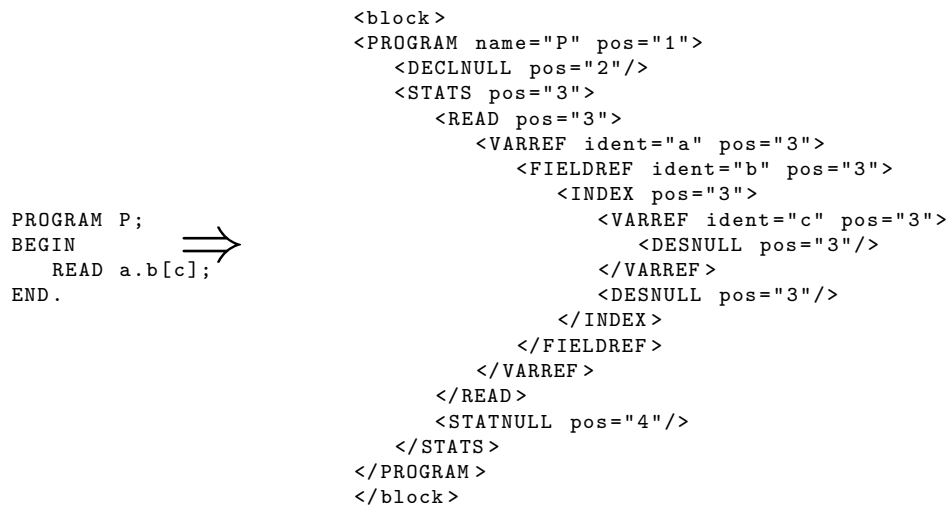 PROGRAM P;
BEGIN
READ a.b[c];
END.
<block>
<PROGRAM name="P" pos="1">
<DECLNULL pos="2"/>
<STATS pos="3">
<READ pos="3">
<VARREF ident="a" pos="3">
<FIELDREF ident="b" pos="3">
<INDEX pos="3">
<VARREF ident="c" pos="3">
<DESNULL pos="3"/>
</VARREF>
<DESNULL pos="3"/>
</INDEX>
</FIELDREF>
</VARREF>
</READ>
<STATNULL pos="4"/>
</STATS>
</PROGRAM>
</block>